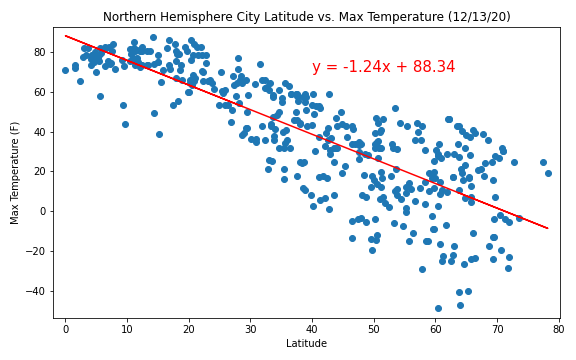 Northern Hemisphere City Latitude vs. Max Temperature (12/13/20)
y = -1.24x + 88.34
Max Temperature (F)
80
60
40
20
0
−20
−40
0 10 20 30 40 50 60 70 80
Latitude